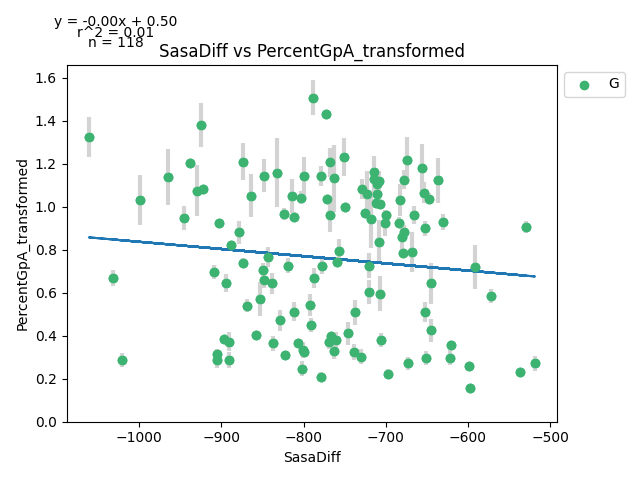 y = -0.00x + 0.50
r^2 = 0.01
n = 118
SasaDiff vs PercentGpA_transformed
G
PercentGpA_transformed
1.6
1.4
1.2
1.0
0.8
0.6
0.4
0.2
0.0
−1000
−900
−800
−700
−600
−500
SasaDiff